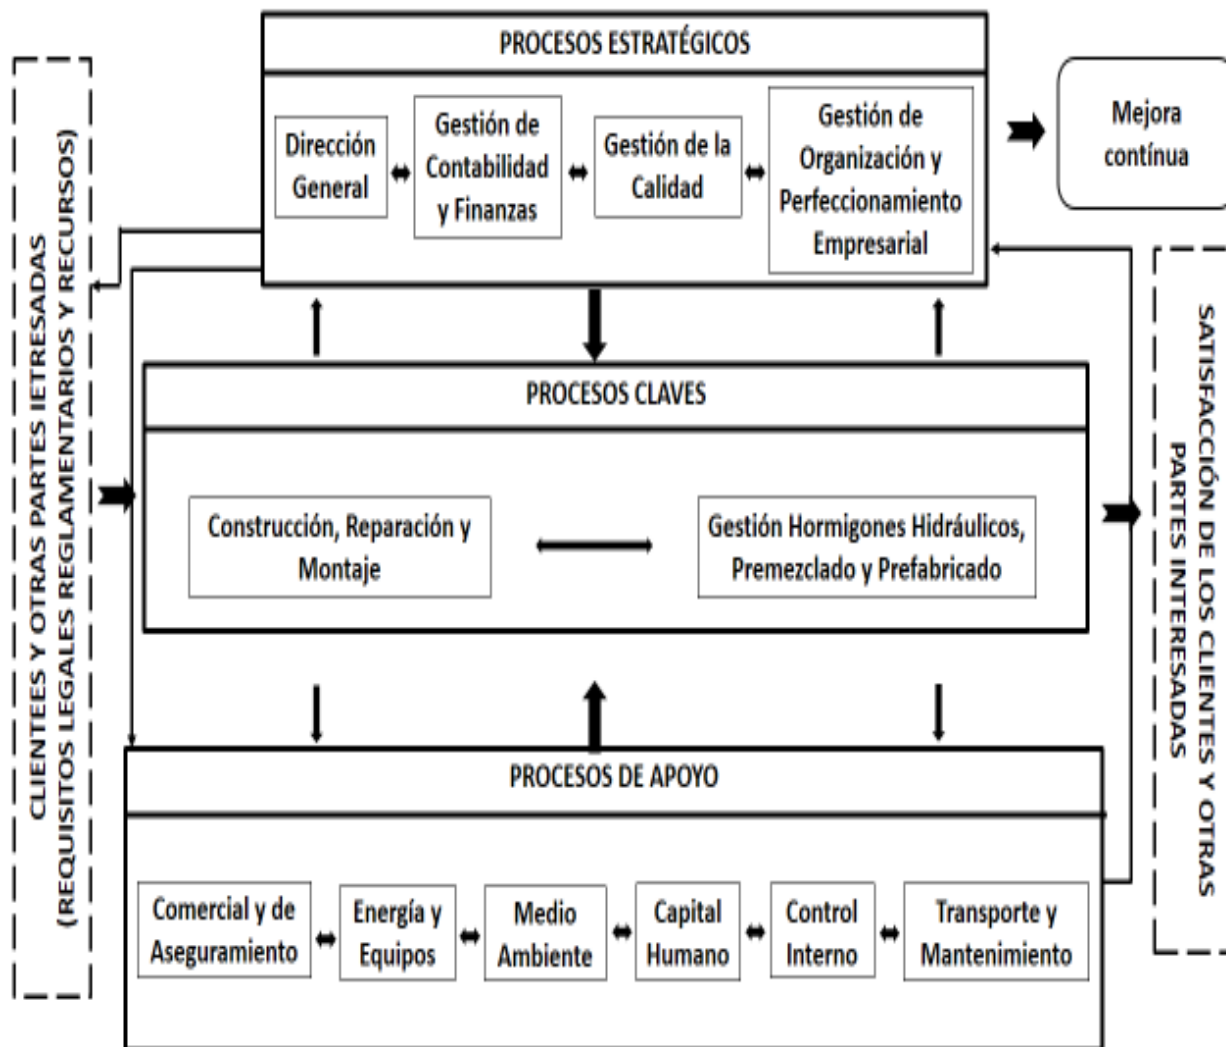 CLIENTEES Y OTRAS PARTES IETRESADAS
(REQUISITOS LEGALES REGLAMENTARIOS Y RECURSOS)
PROCESOS ESTRATÉGICOS
Dirección
General
Gestión de
Contabilidad
y Finanzas
Gestión de la
Calidad
Gestión de
Organización y
Perfeccionamiento
Empresarial
Mejora
contínua
PROCESOS CLAVES
Construcción, Reparación y
Montaje
Gestión Hormigones Hidráulicos,
Premezclado y Prefabricado
PROCESOS DE APOYO
Comercial y de
Aseguramiento
Energía y
Equipos
Medio
Ambiente
Capital
Humano
Control
Interno
Transporte y
Mantenimiento
SATISFACCIÓN DE LOS CLIENTES Y OTRAS
PARTES INTERESADAS